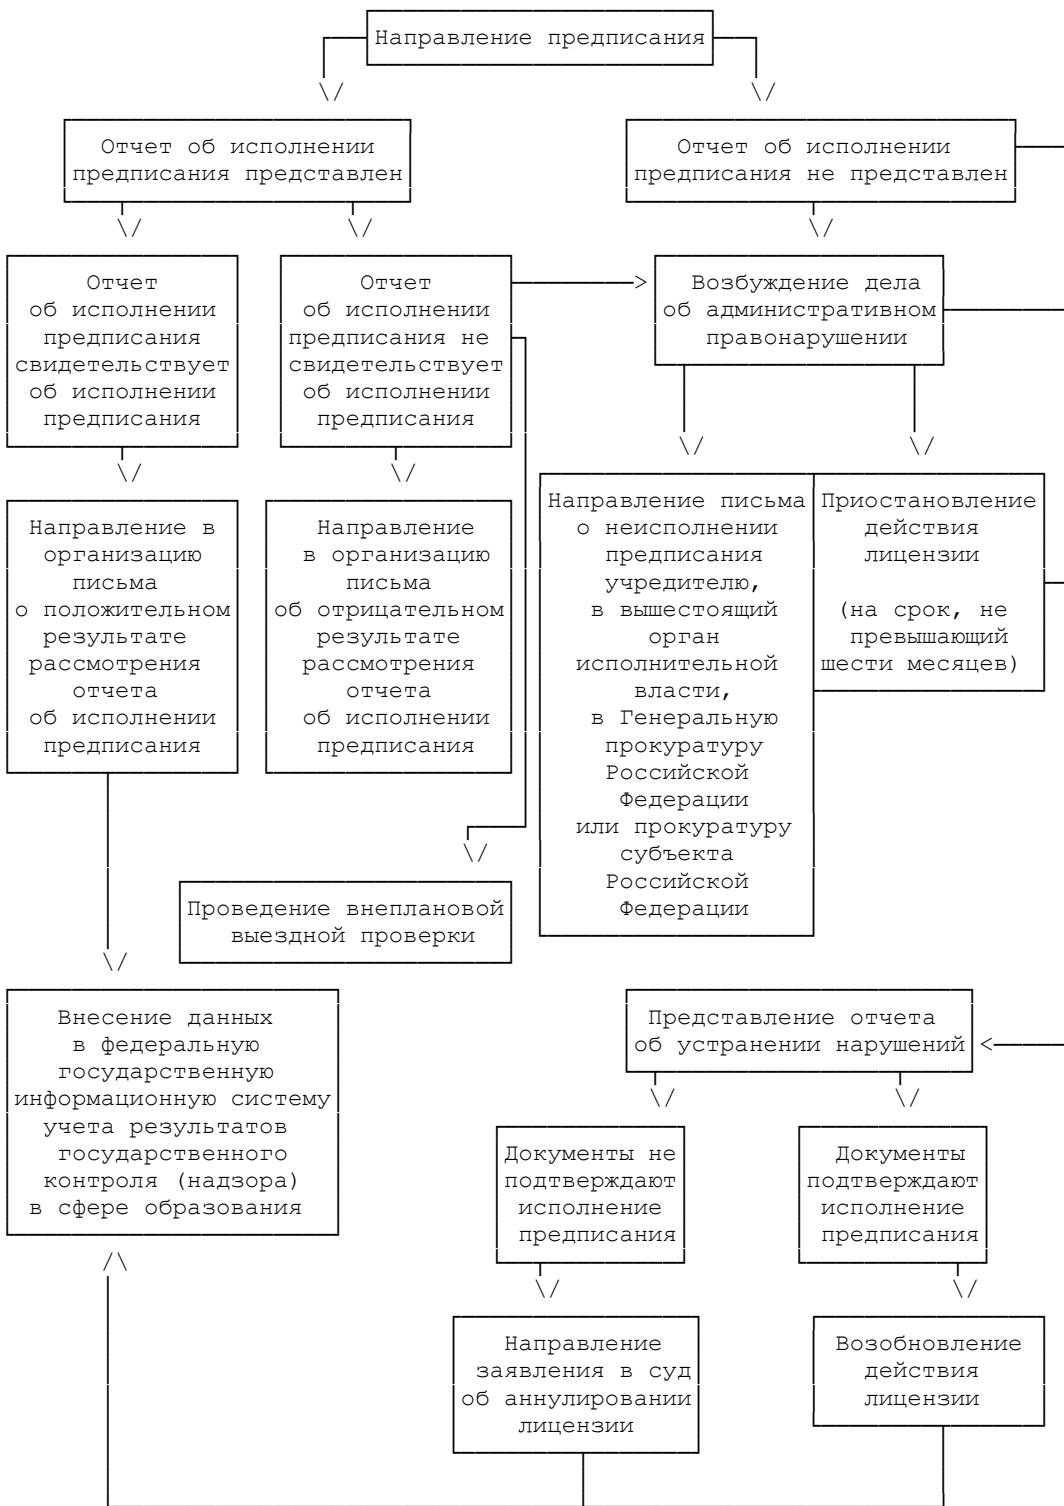 Направление предписания
Отчет об исполнении
предписания представлен
Отчет об исполнении
предписания не представлен
Отчет
об исполнении
предписания
свидетельствует
об исполнении
предписания
Отчет
об исполнении
предписания не
свидетельствует
об исполнении
предписания
Возбуждение дела
об административном
правонарушении
Направление в
организацию
письма
о положительном
результате
рассмотрения
отчета
об исполнении
предписания
Направление
в организацию
письма
об отрицательном
результате
рассмотрения
отчета
об исполнении
предписания
Направление письма
о неисполнении
предписания
учредителю,
в вышестоящий
орган
исполнительной
власти,
в Генеральную
прокуратуру
Российской
Федерации
или прокуратуру
субъекта
Российской
Федерации
Приостановление
действия
лицензии
(на срок, не
превышающий
шести месяцев)
Проведение внеплановой
выездной проверки
Внесение данных
в федеральную
государственную
информационную систему
учета результатов
государственного
контроля (надзора)
в сфере образования
Представление отчета
об устранении нарушений
Документы не
подтверждают
исполнение
предписания
Документы
подтверждают
исполнение
предписания
Направление
заявления в суд
об аннулировании
лицензии
Возобновление
действия
лицензии